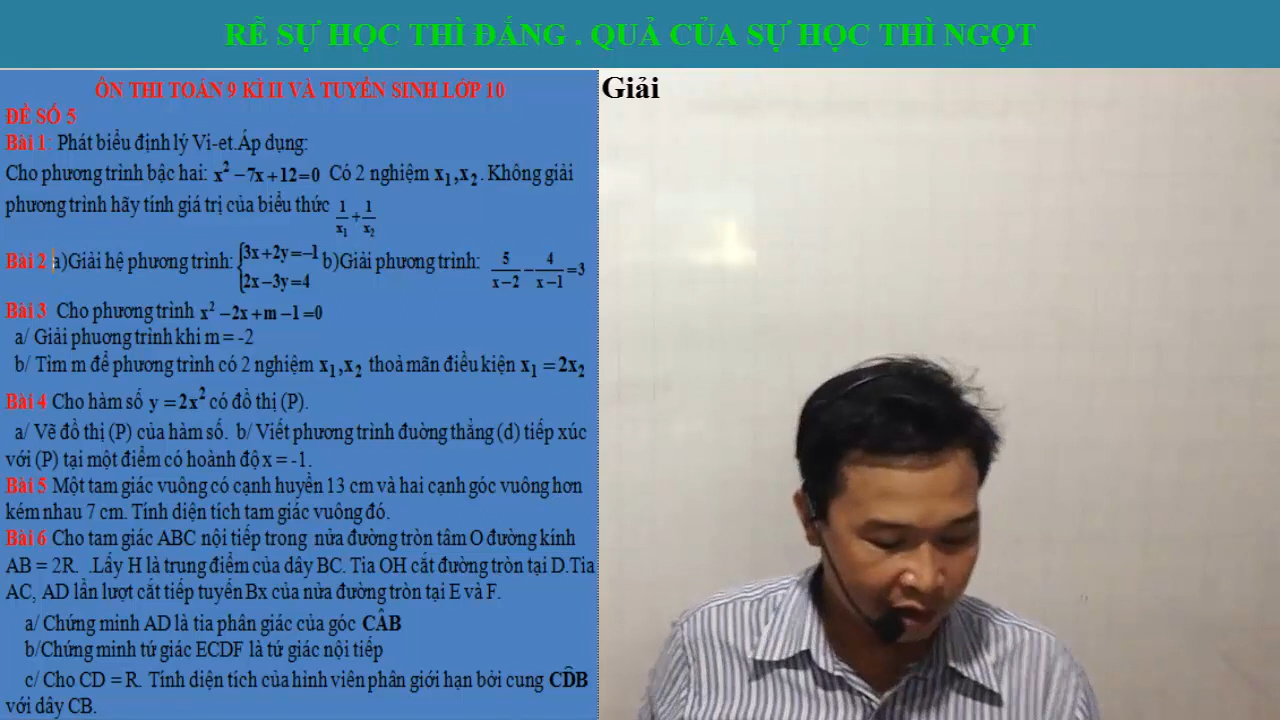 RỄ SỰ HỌC THÌ ĐẮNG . QUẢ CỦA SỰ HỌC THÌ NGỌT
ÔN THI TOÁN 9 KÌ II VÀ TUYỂN SINH LỚP 10
ĐỀ SỐ 5
Bài 1: Phát biểu định lý Vi-et.Áp dụng:
Cho phương trình bậc hai: x² −7x+12=0 Có 2 nghiệm x₁,x₂. Không giải
phương trình hãy tính giá trị của biểu thức 1/x₁ + 1/x₂
Bài 2 a)Giải hệ phương trình: {3x+2y=−1 2x−3y=4 b)Giải phương trình: 5/(x−2) − 4/(x−1) =3
Bài 3 Cho phương trình x² −2x+m −1=0
a/ Giải phuơng trình khi m = -2
b/ Tìm m để phương trình có 2 nghiệm x₁,x₂ thoả mãn điều kiện x₁ = 2x₂
Bài 4 Cho hàm số y = 2x² có đồ thị (P).
a/ Vẽ đồ thị (P) của hàm số. b/ Viết phương trình đuờng thẳng (d) tiếp xúc
với (P) tại một điểm có hoành độ x = -1.
Bài 5 Một tam giác vuông có cạnh huyền 13 cm và hai cạnh góc vuông hơn
kém nhau 7 cm. Tính diện tích tam giác vuông đó.
Bài 6 Cho tam giác ABC nội tiếp trong nửa đường tròn tâm O đường kính
AB = 2R. .Lấy H là trung điểm của dây BC. Tia OH cắt đường tròn tại D.Tia
AC, AD lần lượt cắt tiếp tuyến Bx của nửa đường tròn tại E và F.
a/ Chứng minh AD là tia phân giác của góc CÂB
b/Chứng minh tứ giác ECDF là tứ giác nội tiếp
c/ Cho CD = R. Tính diện tích của hình viên phân giới hạn bởi cung CD̂B
với dây CB.
Giải